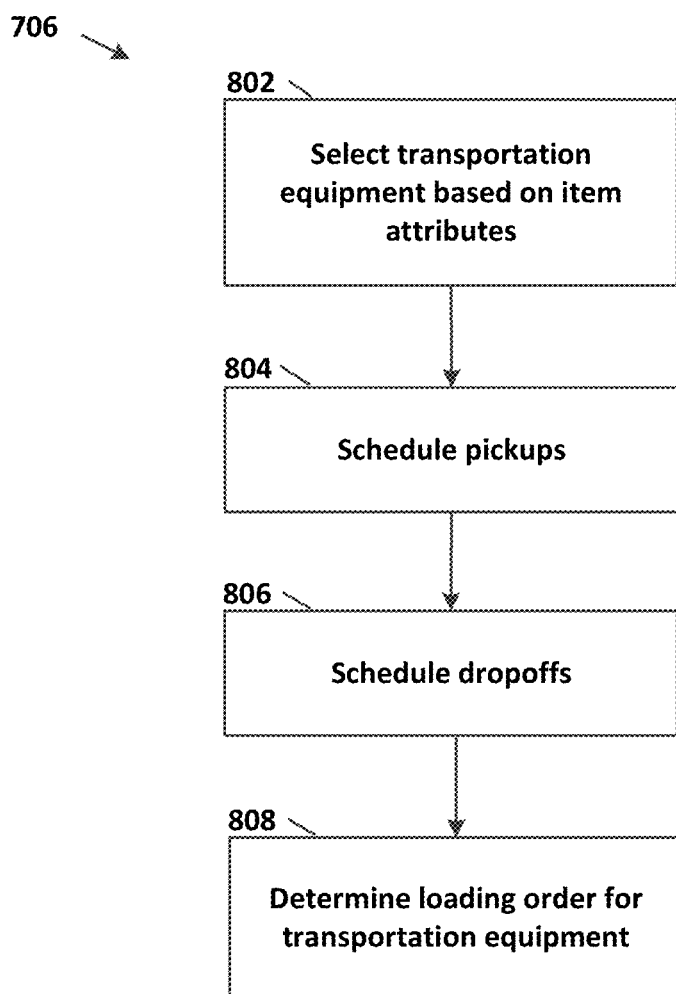 706
802
Select transportation
equipment based on item
attributes
804
Schedule pickups
806
Schedule dropoffs
808
Determine loading order for
transportation equipment